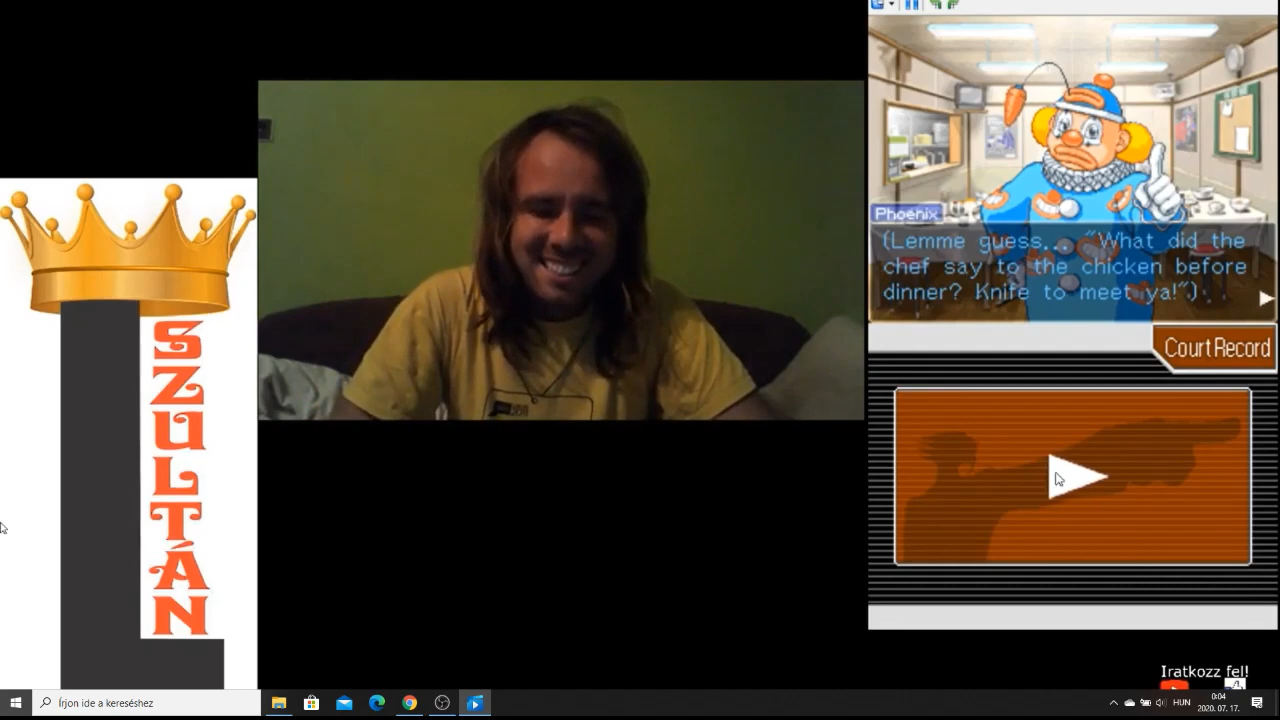 SZULTÁN
Phoenix
(Lemme guess... "What did the
chef say to the chicken before
dinner? Knife to meet ya!")
Court Record
Iratkozz fel!
Írjon ide a kereséshez
HUN
0:04
2020. 07. 17.